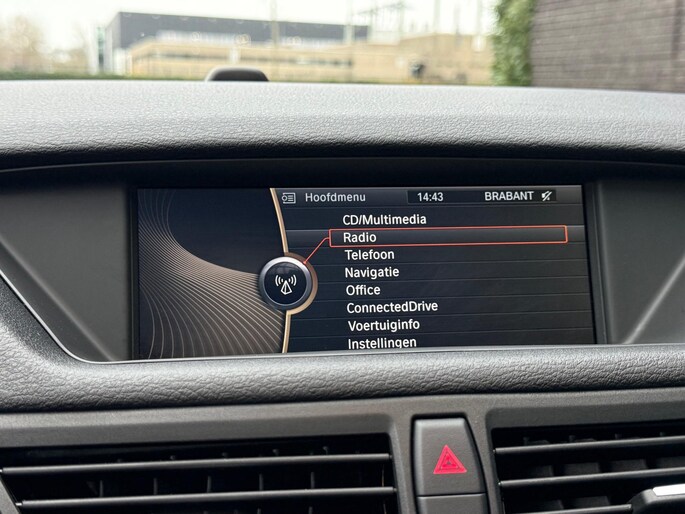 Hoofdmenu 14:43 BRABANT
CD/Multimedia
Radio
Telefoon
Navigatie
Office
ConnectedDrive
Voertuiginfo
Instellingen